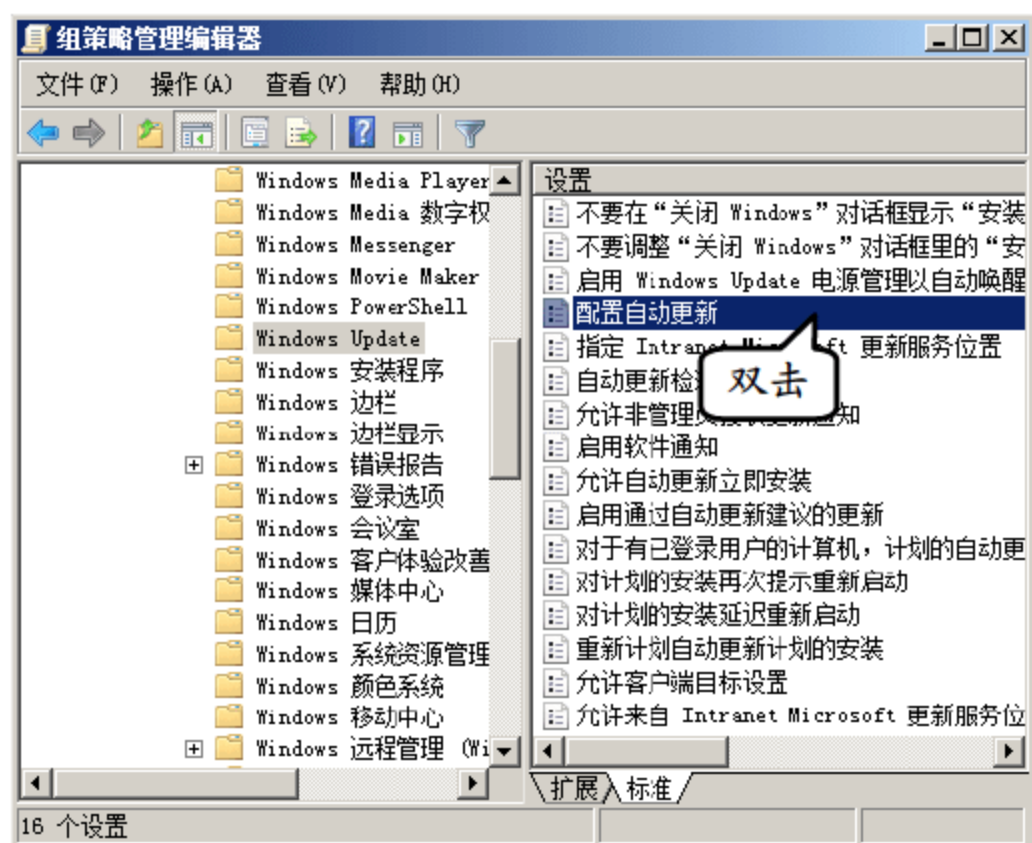 组策略管理编辑器
文件(F) 操作(A) 查看(V) 帮助(H)
Windows Media Player
Windows Media 数字权
Windows Messenger
Windows Movie Maker
Windows PowerShell
Windows Update
Windows 安装程序
Windows 边栏
Windows 边栏显示
Windows 错误报告
Windows 登录选项
Windows 会议室
Windows 客户体验改善
Windows 媒体中心
Windows 日历
Windows 系统资源管理
Windows 颜色系统
Windows 移动中心
Windows 远程管理 (Wi
设置
不要在“关闭 Windows”对话框显示“安装
不要调整“关闭 Windows”对话框里的“安
启用 Windows Update 电源管理以自动唤醒
配置自动更新
指定 Intranet Microsoft 更新服务位置
双击
自动更新检
允许非管理 更新通知
启用软件通知
允许自动更新立即安装
启用通过自动更新建议的更新
对于有已登录用户的计算机，计划的自动更
对计划的安装再次提示重新启动
对计划的安装延迟重新启动
重新计划自动更新计划的安装
允许客户端目标设置
允许来自 Intranet Microsoft 更新服务位
扩展 标准
16 个设置